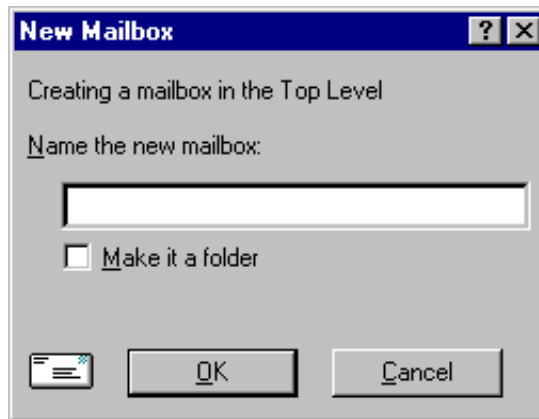 New Mailbox
Creating a mailbox in the Top Level
Name the new mailbox:
Make it a folder
OK
Cancel